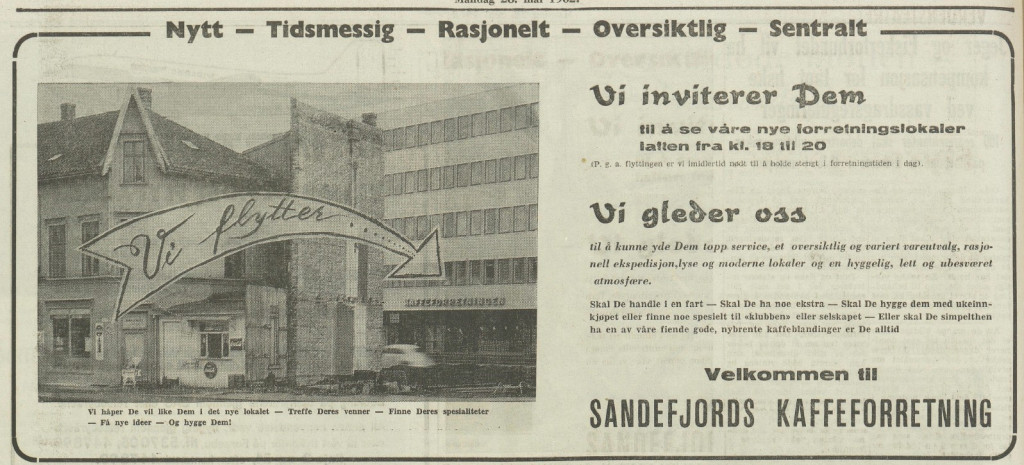 Mandag 28. mai 1962.
Nytt — Tidsmessig — Rasjonelt — Oversiktlig — Sentralt
Vi flytter
KAFFEFORRETNINGEN
Vi håper De vil like Dem i det nye lokalet — Treffe Deres venner — Finne Deres spesialiteter
— Få nye ideer — Og hygge Dem!
Vi inviterer Dem
til å se våre nye forretningslokaler
iaften fra kl. 18 til 20
(P. g. a. flyttingen er vi imidlertid nødt til å holde stengt i forretningstiden i dag).
Vi gleder oss
til å kunne yde Dem topp service, et oversiktlig og variert vareutvalg, rasjo-
nell ekspedisjon,lyse og moderne lokaler og en hyggelig, lett og ubesværet
atmosfære.
Skal De handle i en fart — Skal De ha noe ekstra — Skal De hygge dem med ukeinn-
kjøpet eller finne noe spesielt til «klubben» eller selskapet — Eller skal De simpelthen
ha en av våre fiende gode, nybrente kaffeblandinger er De alltid
Velkommen til
SANDEFJORDS KAFFEFORRETNING